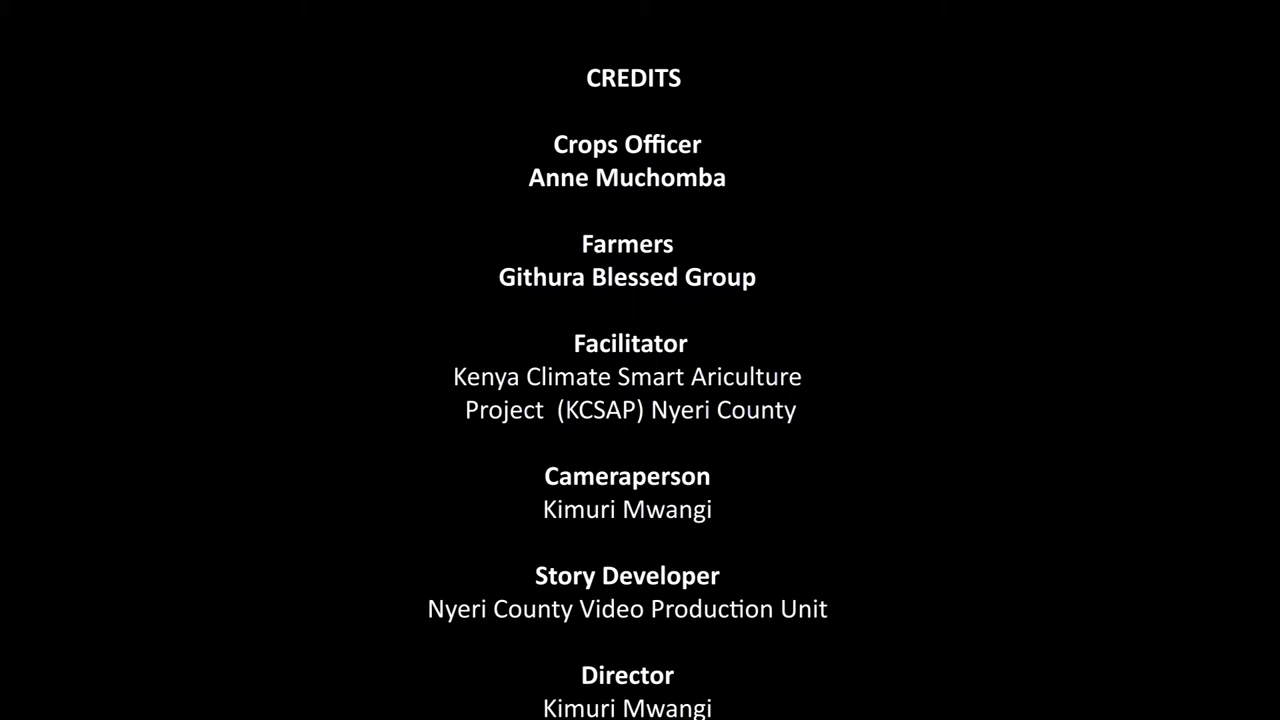 CREDITS
Crops Officer
Anne Muchomba
Farmers
Githura Blessed Group
Facilitator
Kenya Climate Smart Ariculture
Project (KCSAP) Nyeri County
Cameraperson
Kimuri Mwangi
Story Developer
Nyeri County Video Production Unit
Director
Kimuri Mwangi